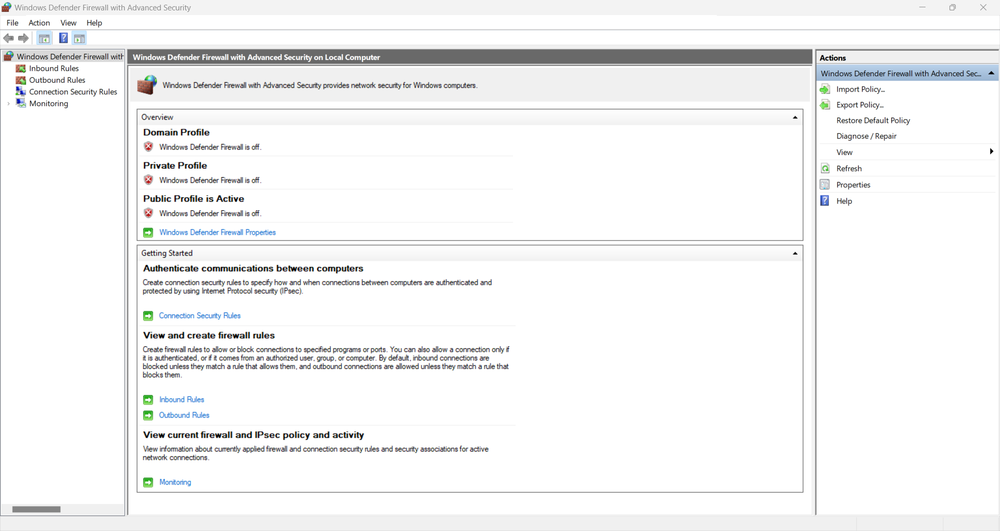 Windows Defender Firewall with Advanced Security
File Action View Help
Windows Defender Firewall with
Inbound Rules
Outbound Rules
Connection Security Rules
Monitoring
Windows Defender Firewall with Advanced Security on Local Computer
Windows Defender Firewall with Advanced Security provides network security for Windows computers.
Overview
Domain Profile
Windows Defender Firewall is off.
Private Profile
Windows Defender Firewall is off.
Public Profile is Active
Windows Defender Firewall is off.
Windows Defender Firewall Properties
Getting Started
Authenticate communications between computers
Create connection security rules to specify how and when connections between computers are authenticated and
protected by using Internet Protocol security (IPsec).
Connection Security Rules
View and create firewall rules
Create firewall rules to allow or block connections to specified programs or ports. You can also allow a connection only if
it is authenticated, or if it comes from an authorized user, group, or computer. By default, inbound connections are
blocked unless they match a rule that allows them, and outbound connections are allowed unless they match a rule that
blocks them.
Inbound Rules
Outbound Rules
View current firewall and IPsec policy and activity
View information about currently applied firewall and connection security rules and security associations for active
network connections.
Monitoring
Actions
Windows Defender Firewall with Advanced Sec...
Import Policy...
Export Policy...
Restore Default Policy
Diagnose / Repair
View
Refresh
Properties
Help